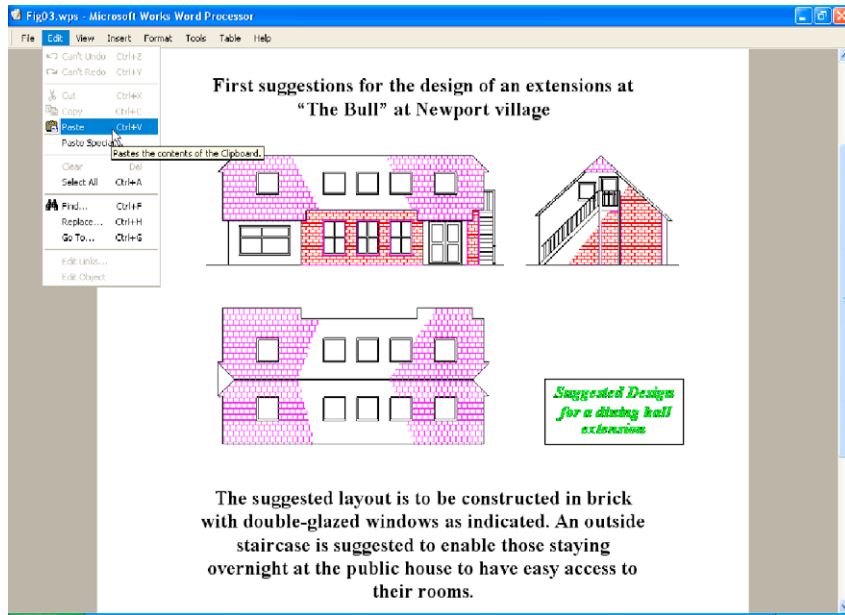 Fig03.wps - Microsoft Works Word Processor
File Edit View Insert Format Tools Table Help
Can't Undo Ctrl+Z
Can't Redo Ctrl+Y
Cut Ctrl+X
Copy Ctrl+C
Paste Ctrl+V
Paste Special
Pastes the contents of the Clipboard.
Clear Del
Select All Ctrl+A
Find... Ctrl+F
Replace... Ctrl+H
Go To... Ctrl+G
Edit Links...
Edit Object
First suggestions for the design of an extensions at
“The Bull” at Newport village
Suggested Design
for a dining hall
extension
The suggested layout is to be constructed in brick
with double-glazed windows as indicated. An outside
staircase is suggested to enable those staying
overnight at the public house to have easy access to
their rooms.